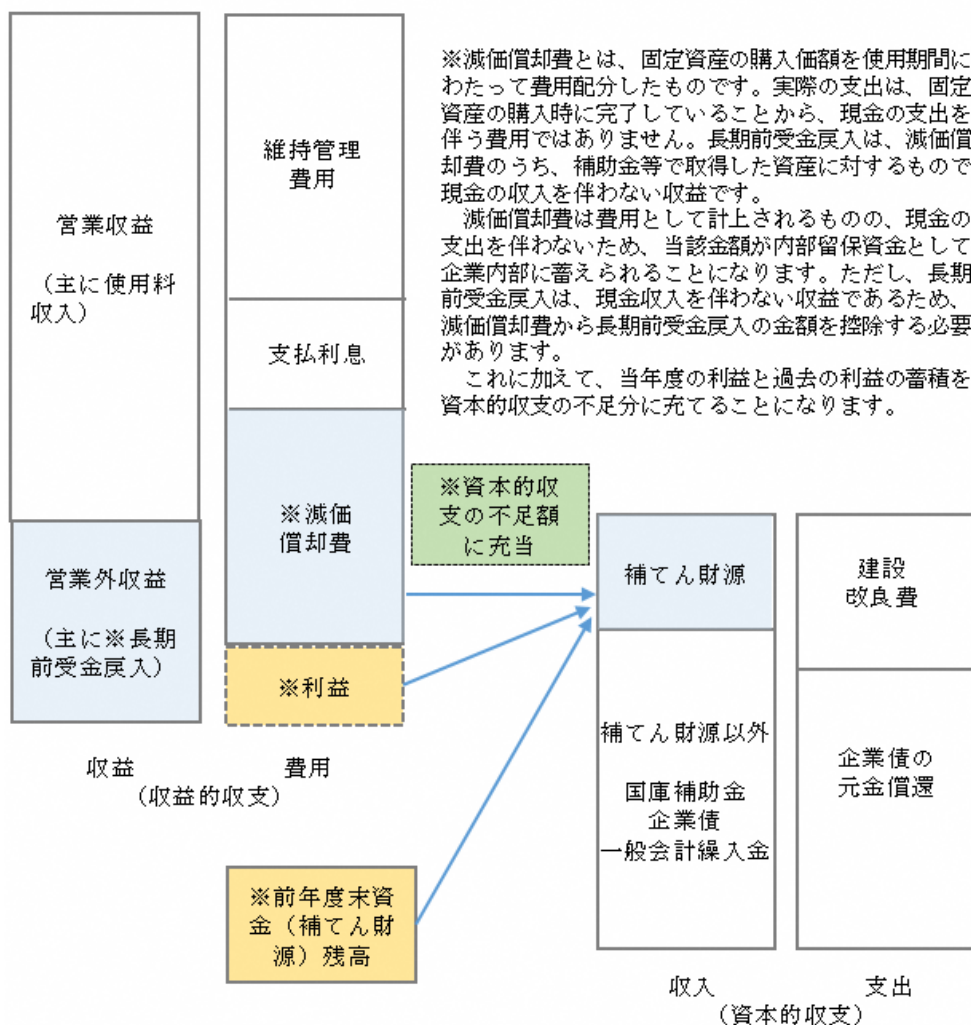 ※減価償却費とは、固定資産の購入価額を使用期間に
わたって費用配分したものです。実際の支出は、固定
資産の購入時に完了していることから、現金の支出を
伴う費用ではありません。長期前受金戻入は、減価償
却費のうち、補助金等で取得した資産に対するもので
現金の収入を伴わない収益です。
　減価償却費は費用として計上されるものの、現金の
支出を伴わないため、当該金額が内部留保資金として
企業内部に蓄えられることになります。ただし、長期
前受金戻入は、現金収入を伴わない収益であるため、
減価償却費から長期前受金戻入の金額を控除する必要
があります。
　これに加えて、当年度の利益と過去の利益の蓄積を
資本的収支の不足分に充てることになります。
営業収益
（主に使用料
収入）
営業外収益
（主に※長期
前受金戻入）
維持管理
費用
支払利息
※減価
償却費
※利益
収益
費用
（収益的収支）
※前年度末資
金（補てん財
源）残高
※資本的収
支の不足額
に充当
補てん財源
補てん財源以外
国庫補助金
企業債
一般会計繰入金
建設
改良費
企業債の
元金償還
収入
支出
（資本的収支）